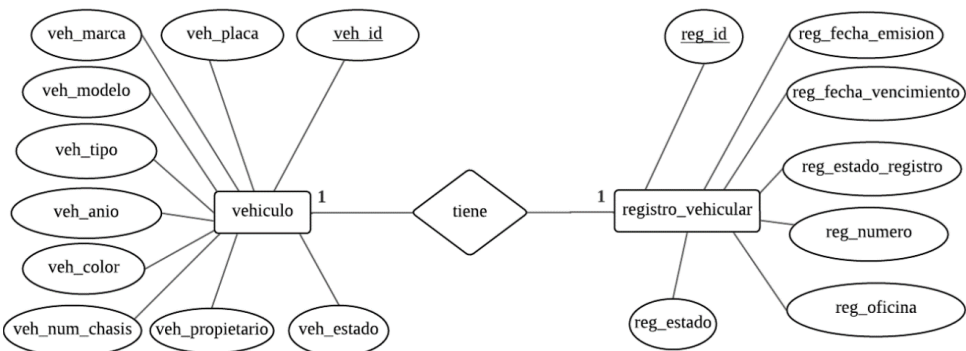 veh_marca
veh_placa
veh_id
reg_id
reg_fecha_emision
veh_modelo
reg_fecha_vencimiento
veh_tipo
reg_estado_registro
vehiculo
1
tiene
1
registro_vehicular
veh_anio
reg_numero
veh_color
reg_oficina
veh_num_chasis
veh_propietario
veh_estado
reg_estado